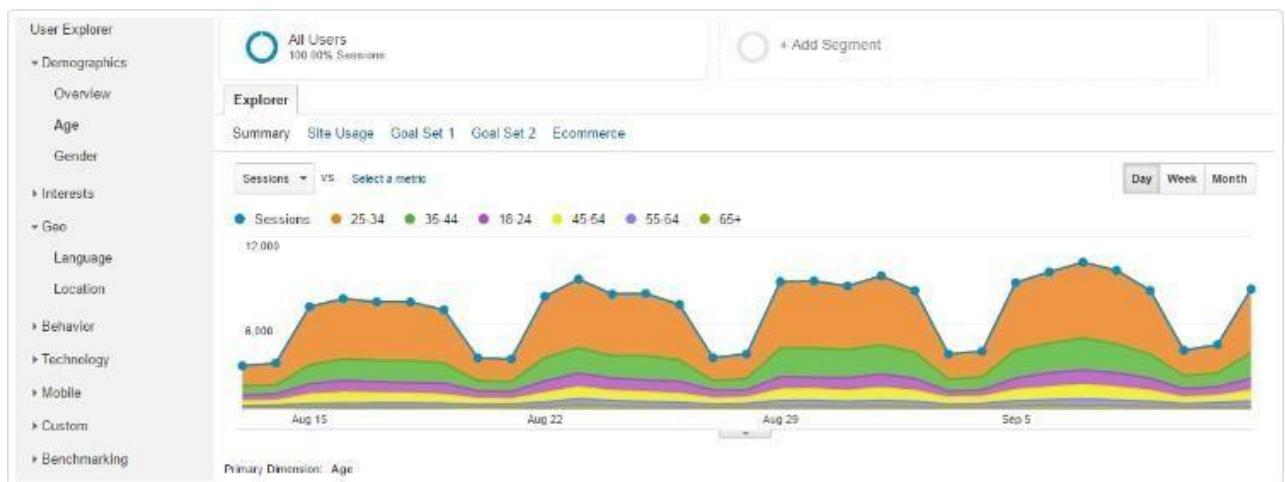 User Explorer
Demographics
Overview
Age
Gender
Interests
Geo
Language
Location
Behavior
Technology
Mobile
Custom
Benchmarking
All Users
100.00% Sessions
+ Add Segment
Explorer
Summary Site Usage Goal Set 1 Goal Set 2 Ecommerce
Sessions VS. Select a metric
Day Week Month
Sessions 25-34 35-44 18-24 45-54 55-64 65+
12,000
6,000
Aug 15 Aug 22 Aug 29 Sep 5
Primary Dimension: Age